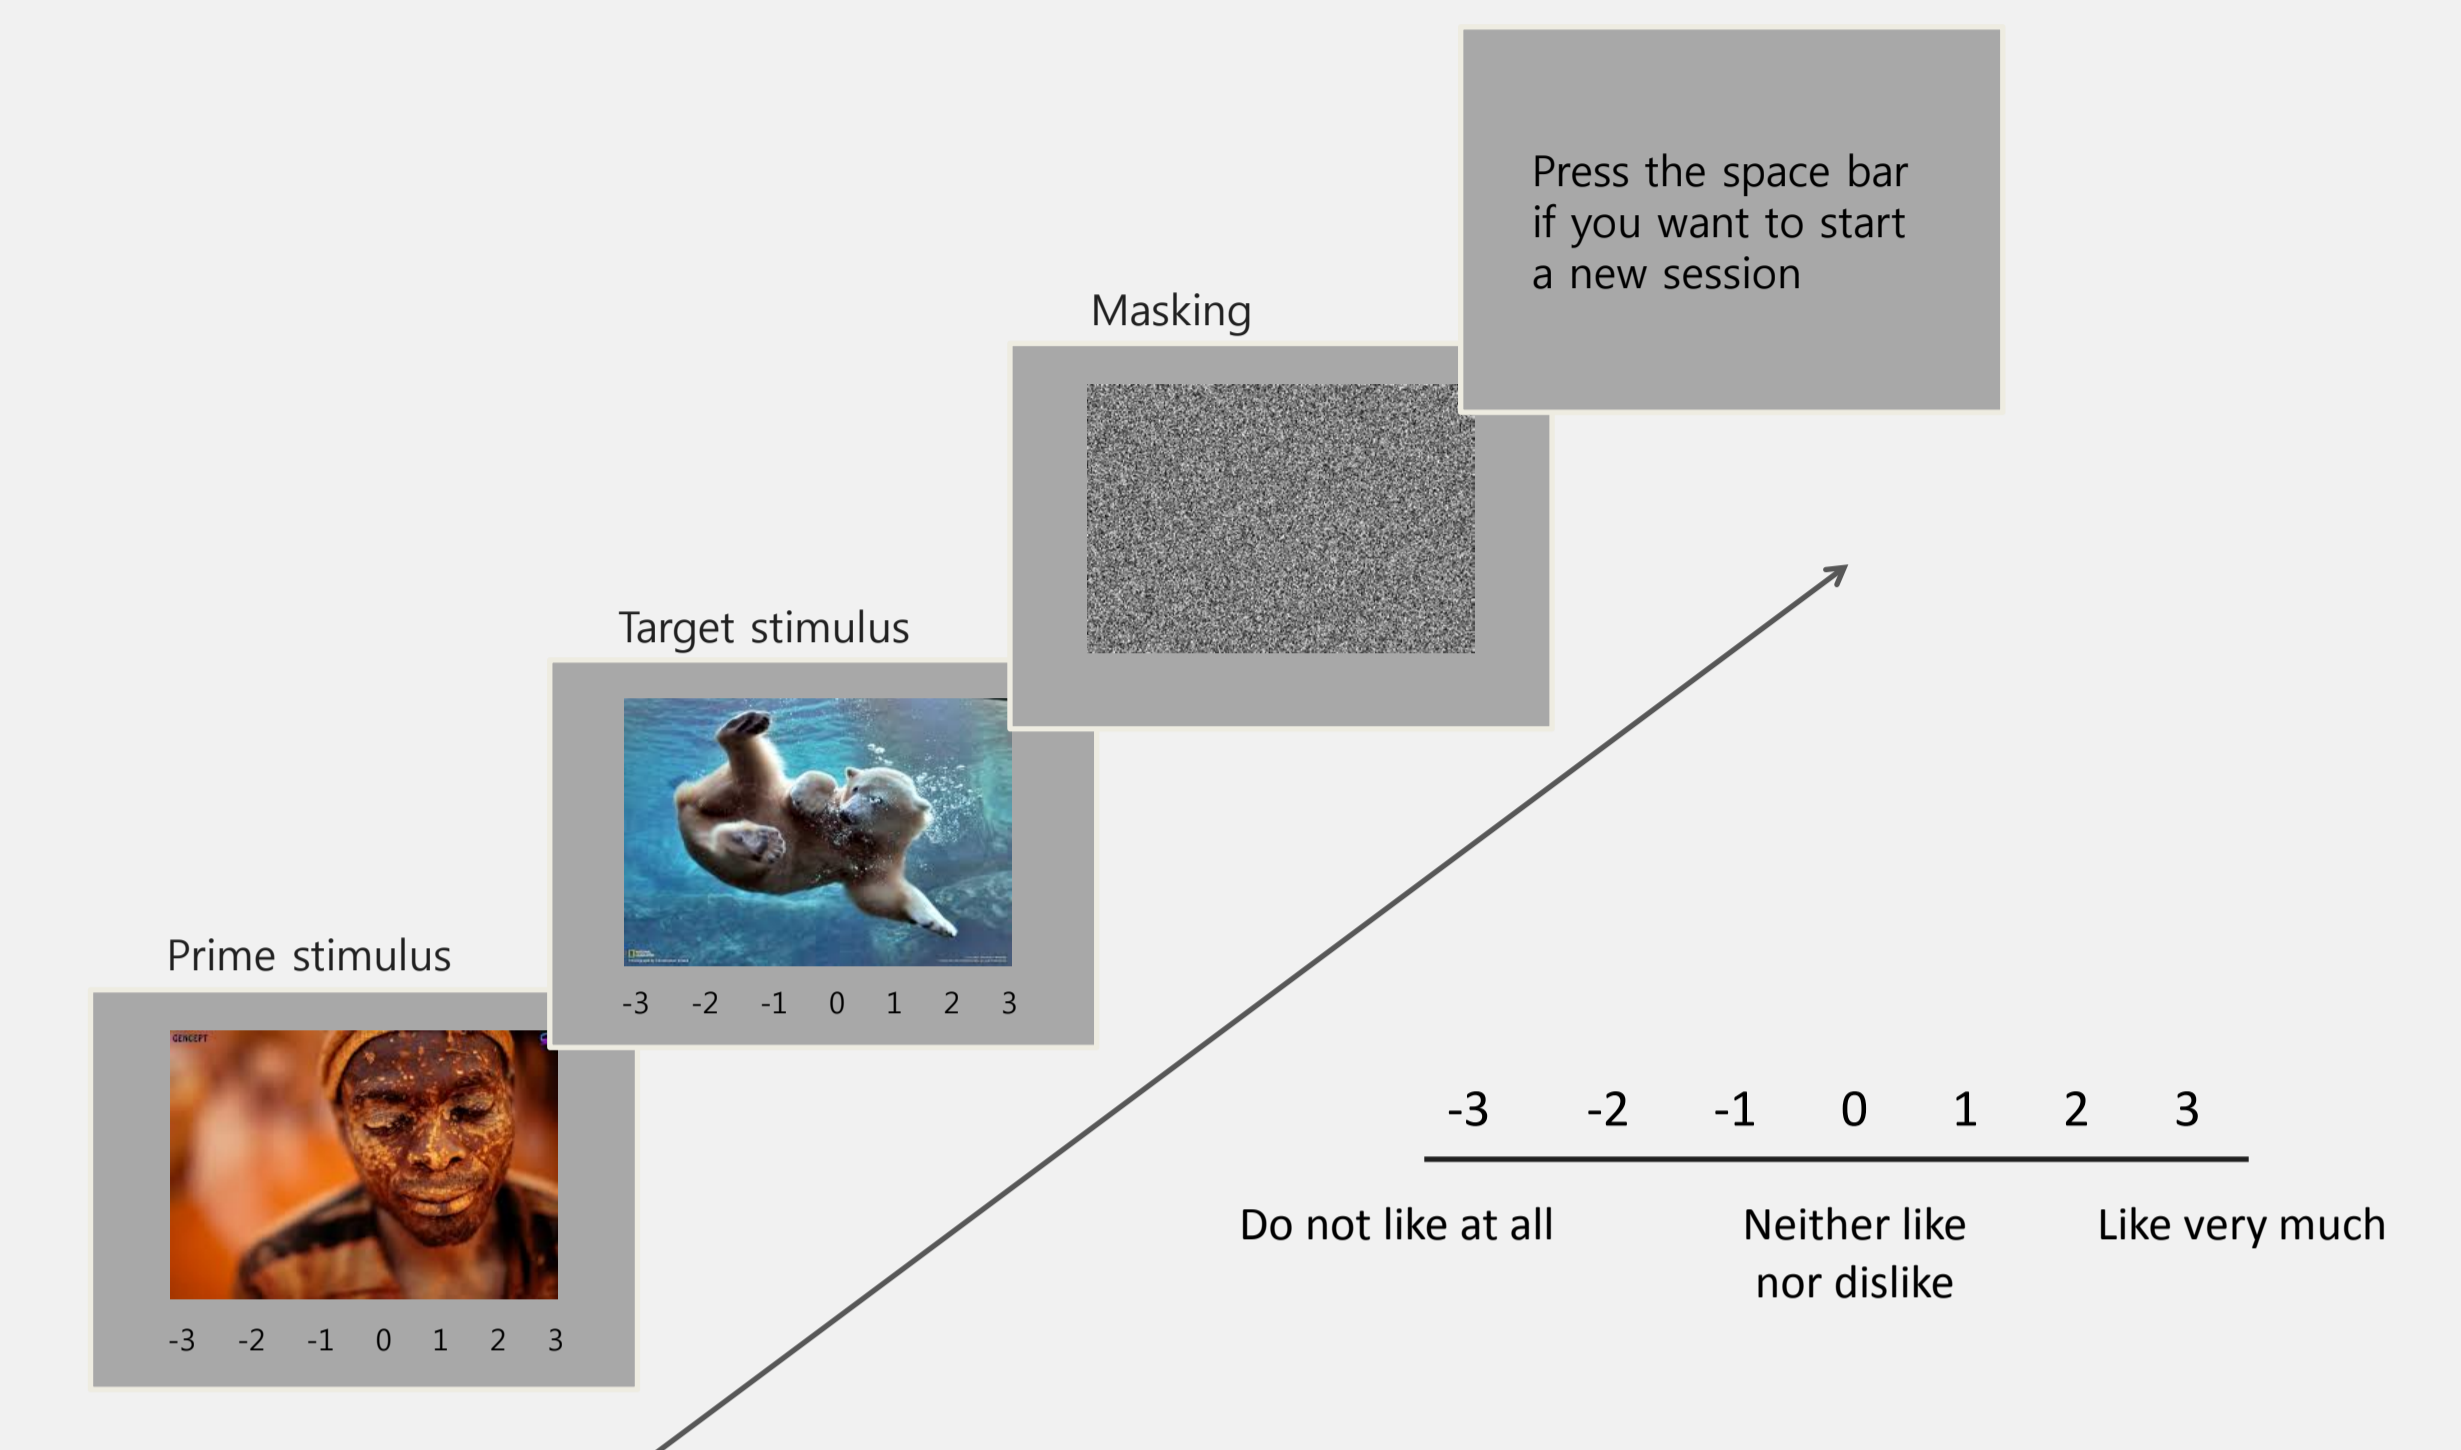 Press the space bar
if you want to start
a new session
Masking
Target stimulus
-3 -2 -1 0 1 2 3
Prime stimulus
GENCEPT
-3 -2 -1 0 1 2 3
-3 -2 -1 0 1 2 3
Do not like at all
Neither like
nor dislike
Like very much